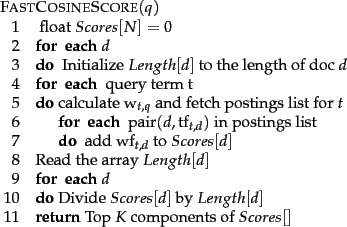 FASTCOSINESCORE(q)
1 float Scores[N] = 0
2 for each d
3 do Initialize Length[d] to the length of doc d
4 for each query term t
5 do calculate w_{t,q} and fetch postings list for t
6 for each pair(d, tf_{t,d}) in postings list
7 do add wf_{t,d} to Scores[d]
8 Read the array Length[d]
9 for each d
10 do Divide Scores[d] by Length[d]
11 return Top K components of Scores[]